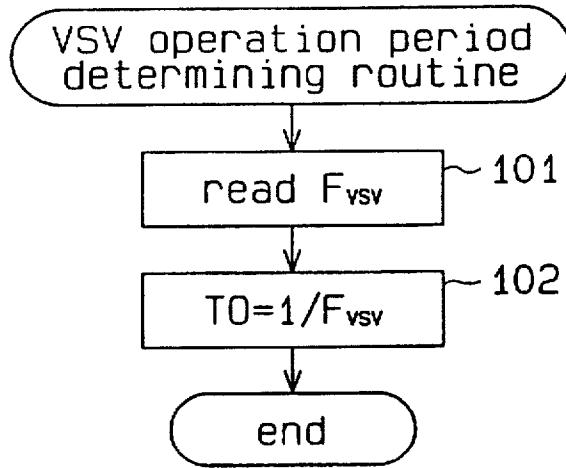 VSV operation period
determining routine
read Fvsv
101
TO=1/Fvsv
102
end